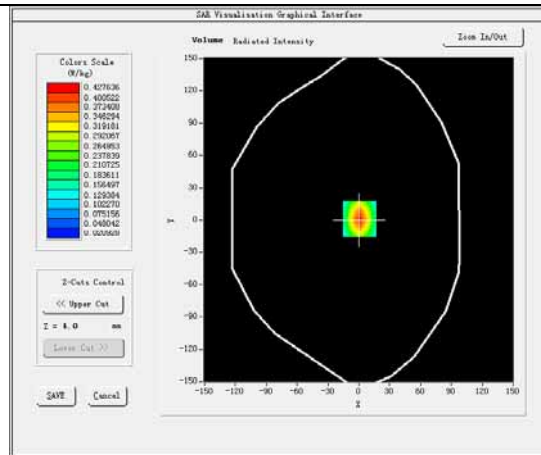 SAR Visualisation Graphical Interface
Volume Radiated Intensity
Zoom In/Out
Colors Scale
(W/kg)
0.427636
0.400522
0.373408
0.346294
0.319181
0.292067
0.264953
0.237839
0.210725
0.183611
0.156497
0.129384
0.102270
0.075156
0.048042
0.020928
150
120
90
60
30
0
-30
-60
-90
-120
-150
Y
-150 -120 -90 -60 -30 0 30 60 90 120 150
X
Z-Cuts Control
<< Upper Cut
Z = 4.0 mm
Lower Cut >>
SAVE Cancel